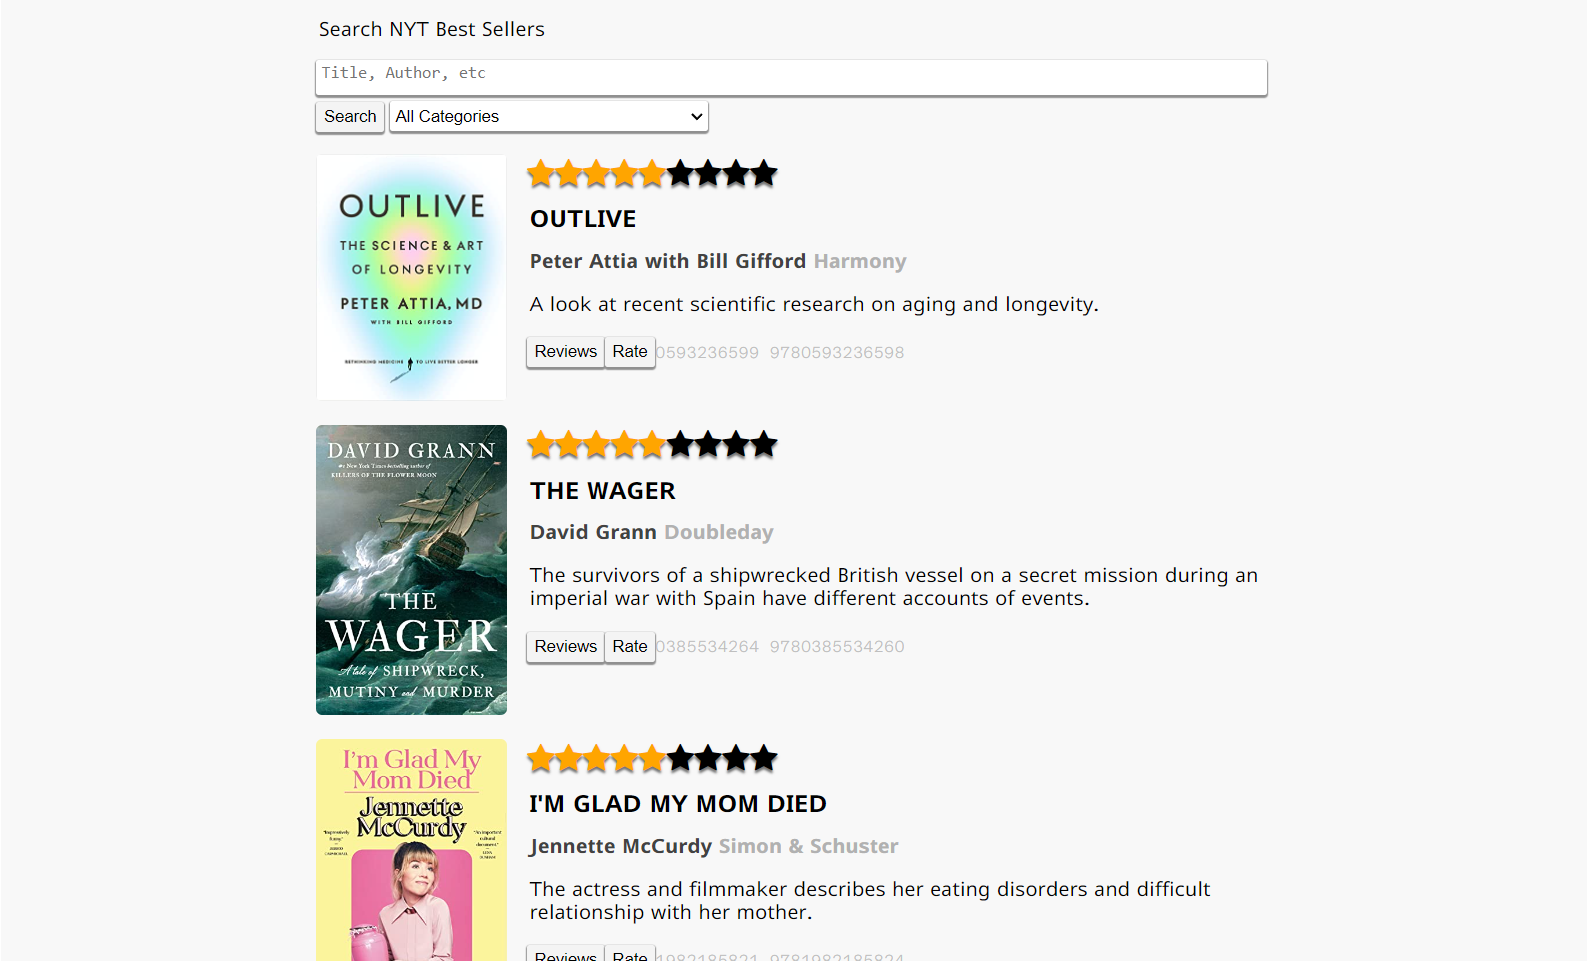 Search NYT Best Sellers
Title, Author, etc
Search All Categories
OUTLIVE
THE SCIENCE & ART
OF LONGEVITY
PETER ATTIA, MD
WITH BILL GIFFORD
RETHINKING MEDICINE TO LIVE BETTER LONGER
OUTLIVE
Peter Attia with Bill Gifford Harmony
A look at recent scientific research on aging and longevity.
Reviews Rate 0593236599 9780593236598
DAVID GRANN
#1 New York Times bestselling author of
KILLERS OF THE FLOWER MOON
THE
WAGER
A tale of SHIPWRECK,
MUTINY and MURDER
THE WAGER
David Grann Doubleday
The survivors of a shipwrecked British vessel on a secret mission during an
imperial war with Spain have different accounts of events.
Reviews Rate 0385534264 9780385534260
I'm Glad My
Mom Died
Jennette
McCurdy
I'M GLAD MY MOM DIED
Jennette McCurdy Simon & Schuster
The actress and filmmaker describes her eating disorders and difficult
relationship with her mother.
Reviews Rate 1982185821 9781982185824